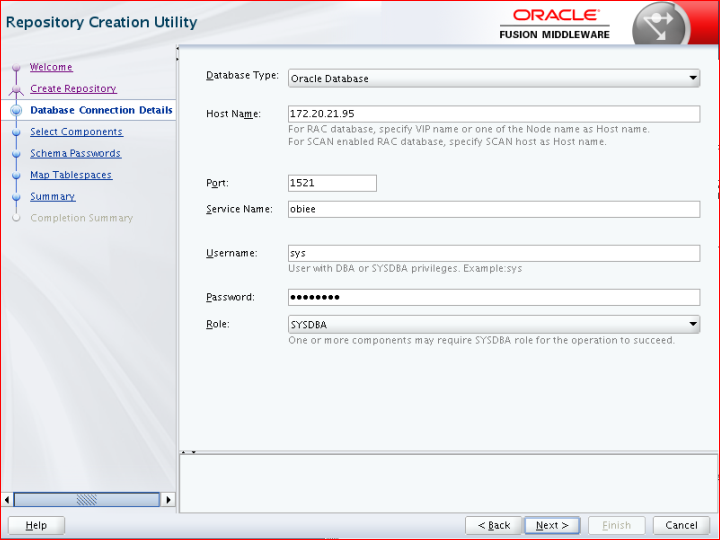 Repository Creation Utility
ORACLE
FUSION MIDDLEWARE
Welcome
Create Repository
Database Connection Details
Select Components
Schema Passwords
Map Tablespaces
Summary
Completion Summary
Database Type: Oracle Database
Host Name: 172.20.21.95
For RAC database, specify VIP name or one of the Node name as Host name.
For SCAN enabled RAC database, specify SCAN host as Host name.
Port: 1521
Service Name: obiee
Username: sys
User with DBA or SYSDBA privileges. Example:sys
Password: ••••••••
Role: SYSDBA
One or more components may require SYSDBA role for the operation to succeed.
Help < Back Next > Finish Cancel